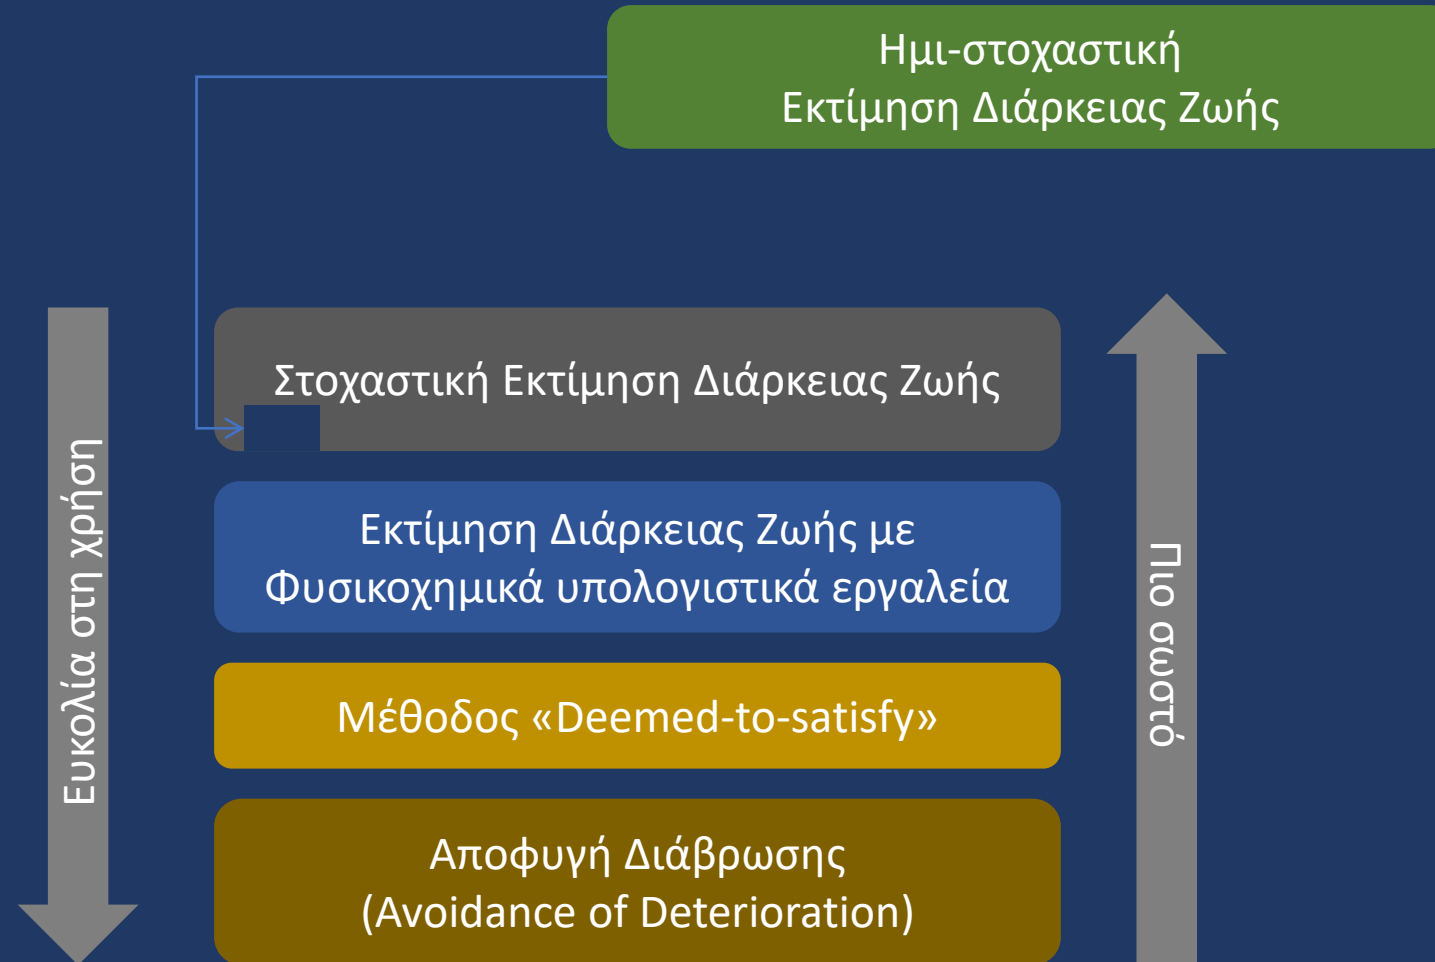 Ημι-στοχαστική
Εκτίμηση Διάρκειας Ζωής
Στοχαστική Εκτίμηση Διάρκειας Ζωής
Εκτίμηση Διάρκειας Ζωής με
Φυσικοχημικά υπολογιστικά εργαλεία
Μέθοδος «Deemed-to-satisfy»
Αποφυγή Διάβρωσης
(Avoidance of Deterioration)
Ευκολία στη χρήση
Πιο σωστό